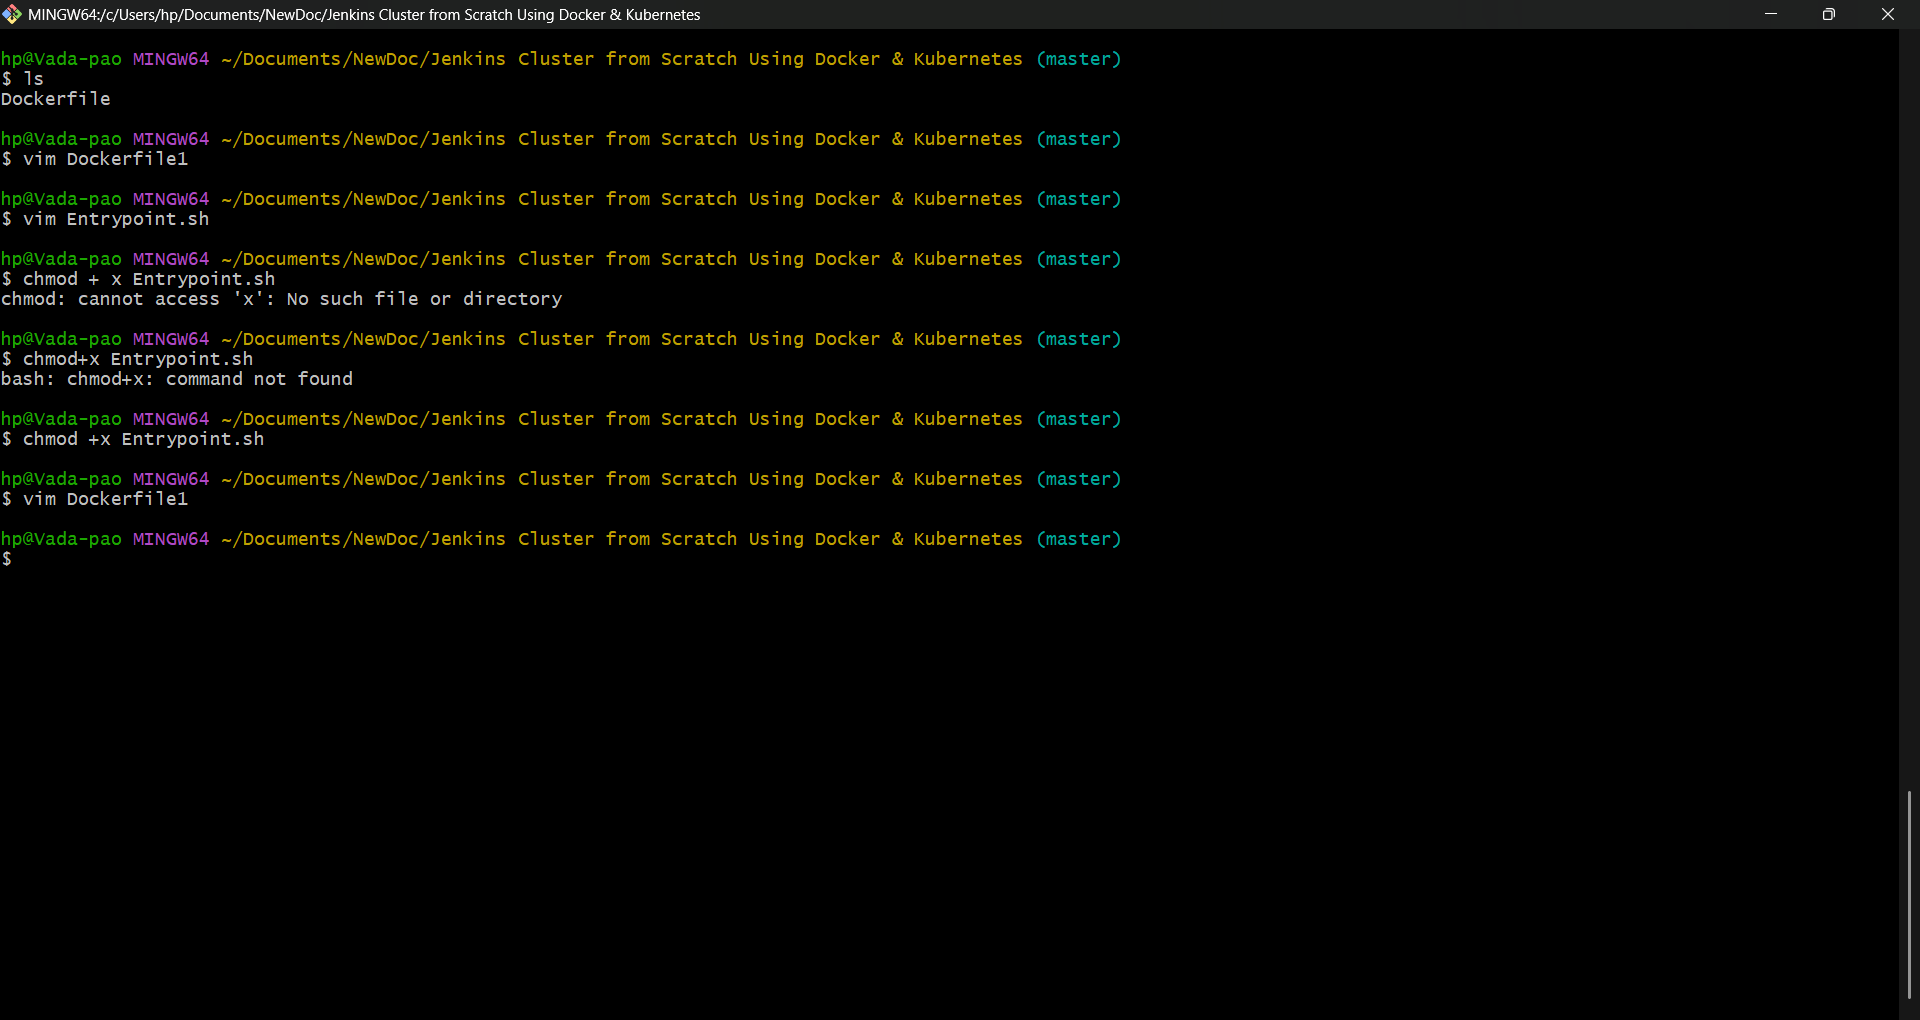 MINGW64:/c/Users/hp/Documents/NewDoc/Jenkins Cluster from Scratch Using Docker & Kubernetes
hp@Vada-pao MINGW64 ~/Documents/NewDoc/Jenkins Cluster from Scratch Using Docker & Kubernetes (master)
$ ls
Dockerfile
hp@Vada-pao MINGW64 ~/Documents/NewDoc/Jenkins Cluster from Scratch Using Docker & Kubernetes (master)
$ vim Dockerfile1
hp@Vada-pao MINGW64 ~/Documents/NewDoc/Jenkins Cluster from Scratch Using Docker & Kubernetes (master)
$ vim Entrypoint.sh
hp@Vada-pao MINGW64 ~/Documents/NewDoc/Jenkins Cluster from Scratch Using Docker & Kubernetes (master)
$ chmod + x Entrypoint.sh
chmod: cannot access 'x': No such file or directory
hp@Vada-pao MINGW64 ~/Documents/NewDoc/Jenkins Cluster from Scratch Using Docker & Kubernetes (master)
$ chmod+x Entrypoint.sh
bash: chmod+x: command not found
hp@Vada-pao MINGW64 ~/Documents/NewDoc/Jenkins Cluster from Scratch Using Docker & Kubernetes (master)
$ chmod +x Entrypoint.sh
hp@Vada-pao MINGW64 ~/Documents/NewDoc/Jenkins Cluster from Scratch Using Docker & Kubernetes (master)
$ vim Dockerfile1
hp@Vada-pao MINGW64 ~/Documents/NewDoc/Jenkins Cluster from Scratch Using Docker & Kubernetes (master)
$